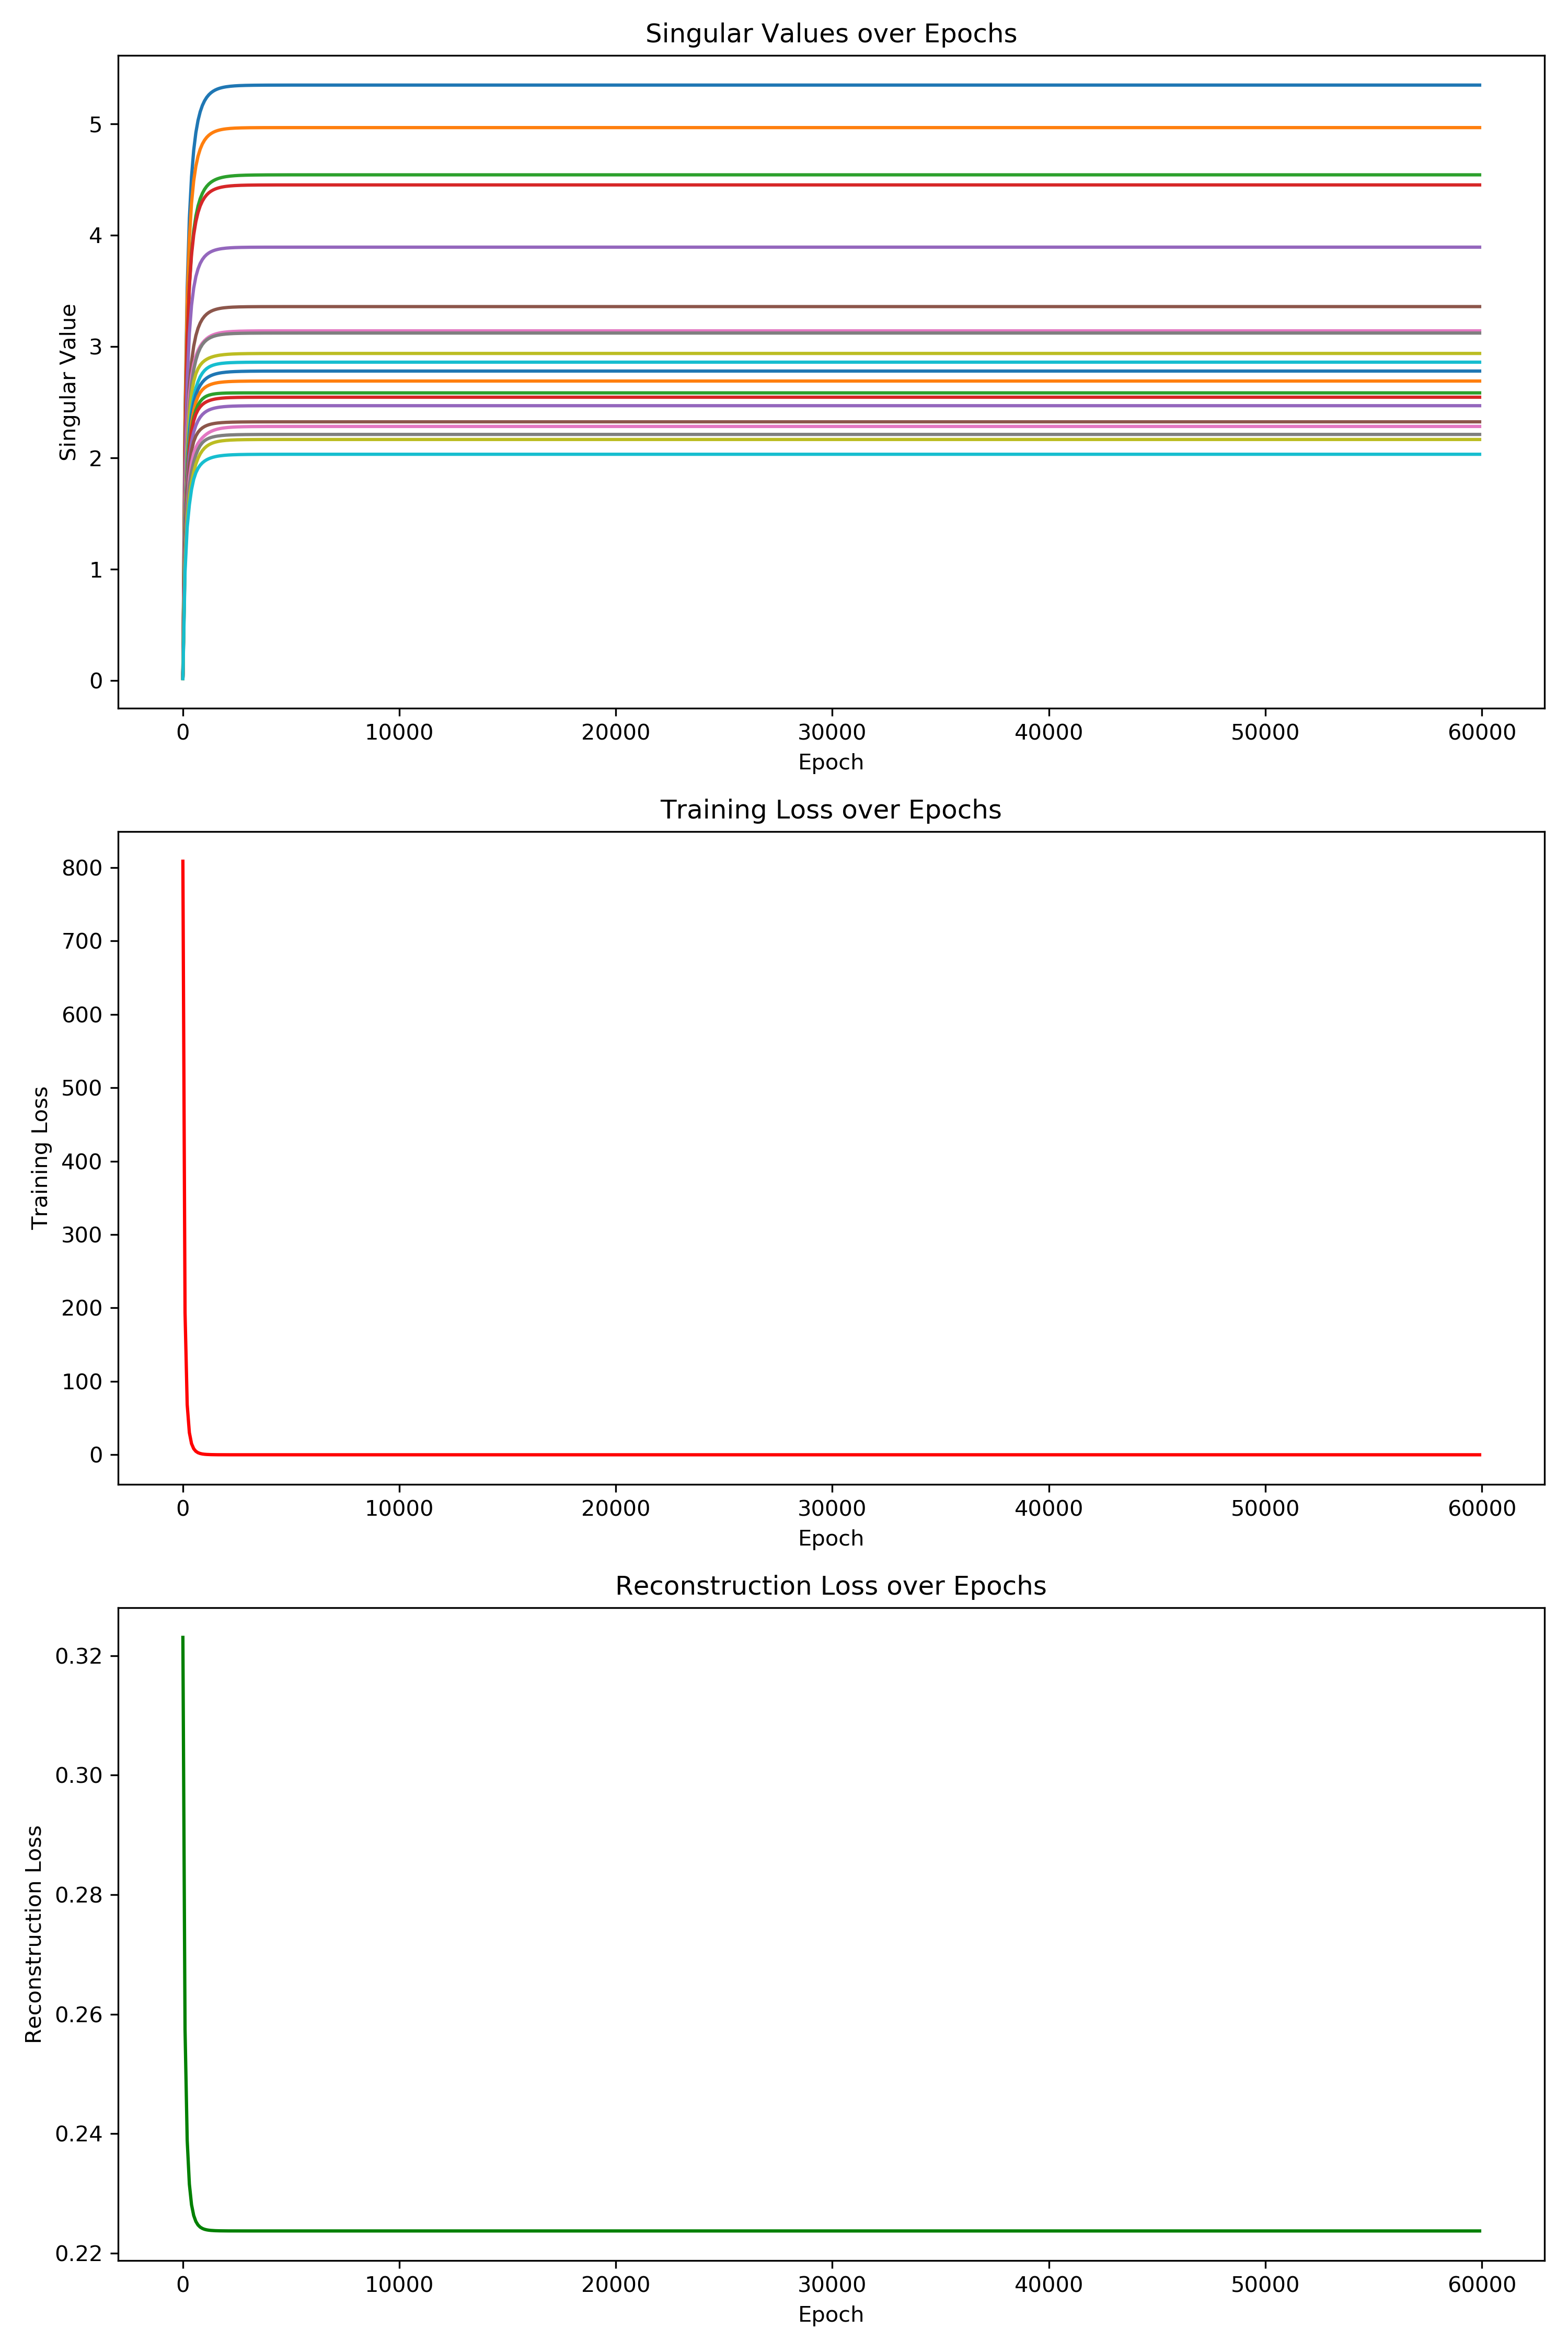 Singular Values over Epochs
5
4
3
2
1
0
Singular Value
0 10000 20000 30000 40000 50000 60000
Epoch
Training Loss over Epochs
800
700
600
500
400
300
200
100
0
Training Loss
0 10000 20000 30000 40000 50000 60000
Epoch
Reconstruction Loss over Epochs
0.32
0.30
0.28
0.26
0.24
0.22
Reconstruction Loss
0 10000 20000 30000 40000 50000 60000
Epoch